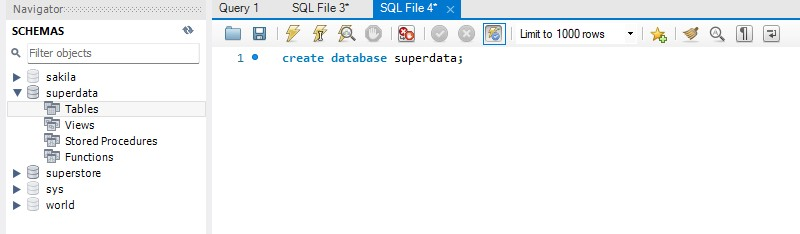 Navigator
SCHEMAS
Filter objects
sakila
superdata
Tables
Views
Stored Procedures
Functions
superstore
sys
world
Query 1 SQL File 3* SQL File 4*
Limit to 1000 rows
1 create database superdata;